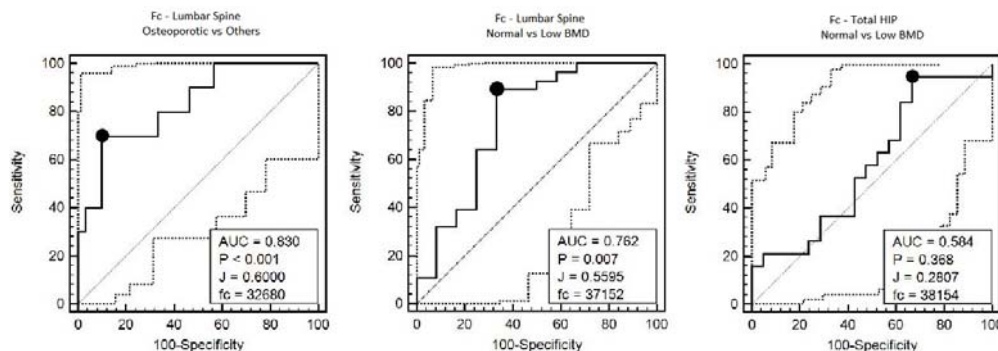 Fc - Lumbar Spine
Osteoporotic vs Others
100
80
60
40
20
0
Sensitivity
AUC = 0.830
P < 0.001
J = 0.6000
fc = 32680
0 20 40 60 80 100
100-Specificity
Fc - Lumbar Spine
Normal vs Low BMD
100
80
60
40
20
0
Sensitivity
AUC = 0.762
P = 0.007
J = 0.5595
fc = 37152
0 20 40 60 80 100
100-Specificity
Fc - Total HIP
Normal vs Low BMD
100
80
60
40
20
0
Sensitivity
AUC = 0.584
P = 0.368
J = 0.2807
fc = 38154
0 20 40 60 80 100
100-Specificity